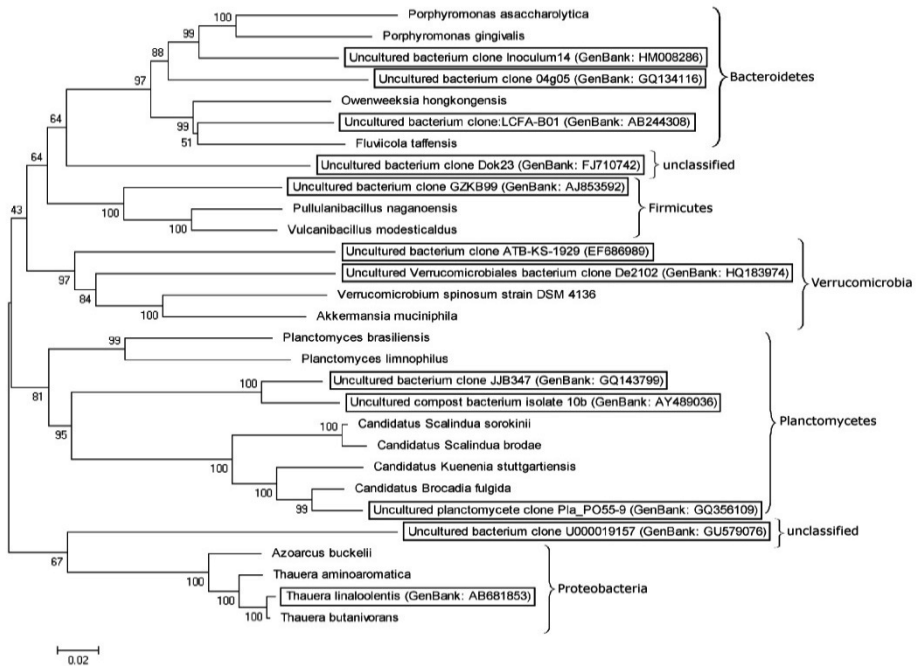 Porphyromonas asaccharolytica
100
Porphyromonas gingivalis
99
Uncultured bacterium clone Inoculum14 (GenBank: HM008286)
88
Uncultured bacterium clone 04g05 (GenBank: GQ134116)
Bacteroidetes
97
Owenweeksia hongkongensis
99
Uncultured bacterium clone:LCFA-B01 (GenBank: AB244308)
64
51
Fluviicola taffensis
64
Uncultured bacterium clone Dok23 (GenBank: FJ710742)
unclassified
Uncultured bacterium clone GZKB99 (GenBank: AJ853592)
43
100
Pullulanibacillus naganoensis
Firmicutes
100
Vulcanibacillus modesticaldus
Uncultured bacterium clone ATB-KS-1929 (EF686989)
97
Uncultured Verrucomicrobiales bacterium clone De2102 (GenBank: HQ183974)
Verrucomicrobia
84
Verrucomicrobium spinosum strain DSM 4136
100
Akkermansia muciniphila
99
Planctomyces brasiliensis
Planctomyces limnophilus
81
100
Uncultured bacterium clone JJB347 (GenBank: GQ143799)
Uncultured compost bacterium isolate 10b (GenBank: AY489036)
Planctomycetes
95
100
Candidatus Scalindua sorokinii
Candidatus Scalindua brodae
100
Candidatus Kuenenia stuttgartiensis
100
Candidatus Brocadia fulgida
99
Uncultured planctomycete clone Pla_PO55-9 (GenBank: GQ356109)
Uncultured bacterium clone U000019157 (GenBank: GU579076)
unclassified
67
Azoarcus buckelii
100
Thauera aminoaromatica
Proteobacteria
100
Thauera linaloolentis (GenBank: AB681853)
100
Thauera butanivorans
0.02